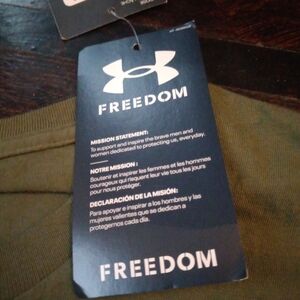 FREEDOM
MISSION STATEMENT:
To support and inspire the brave men and
women dedicated to protecting us, everyday.
NOTRE MISSION :
Soutenir et inspirer les femmes et les hommes
courageux qui risquent leur vie tous les jours
pour nous protéger.
DECLARACIÓN DE LA MISIÓN:
Para apoyar e inspirar a los hombres y las
mujeres valientes que se dedican a
protegernos cada día.
FREEDOM